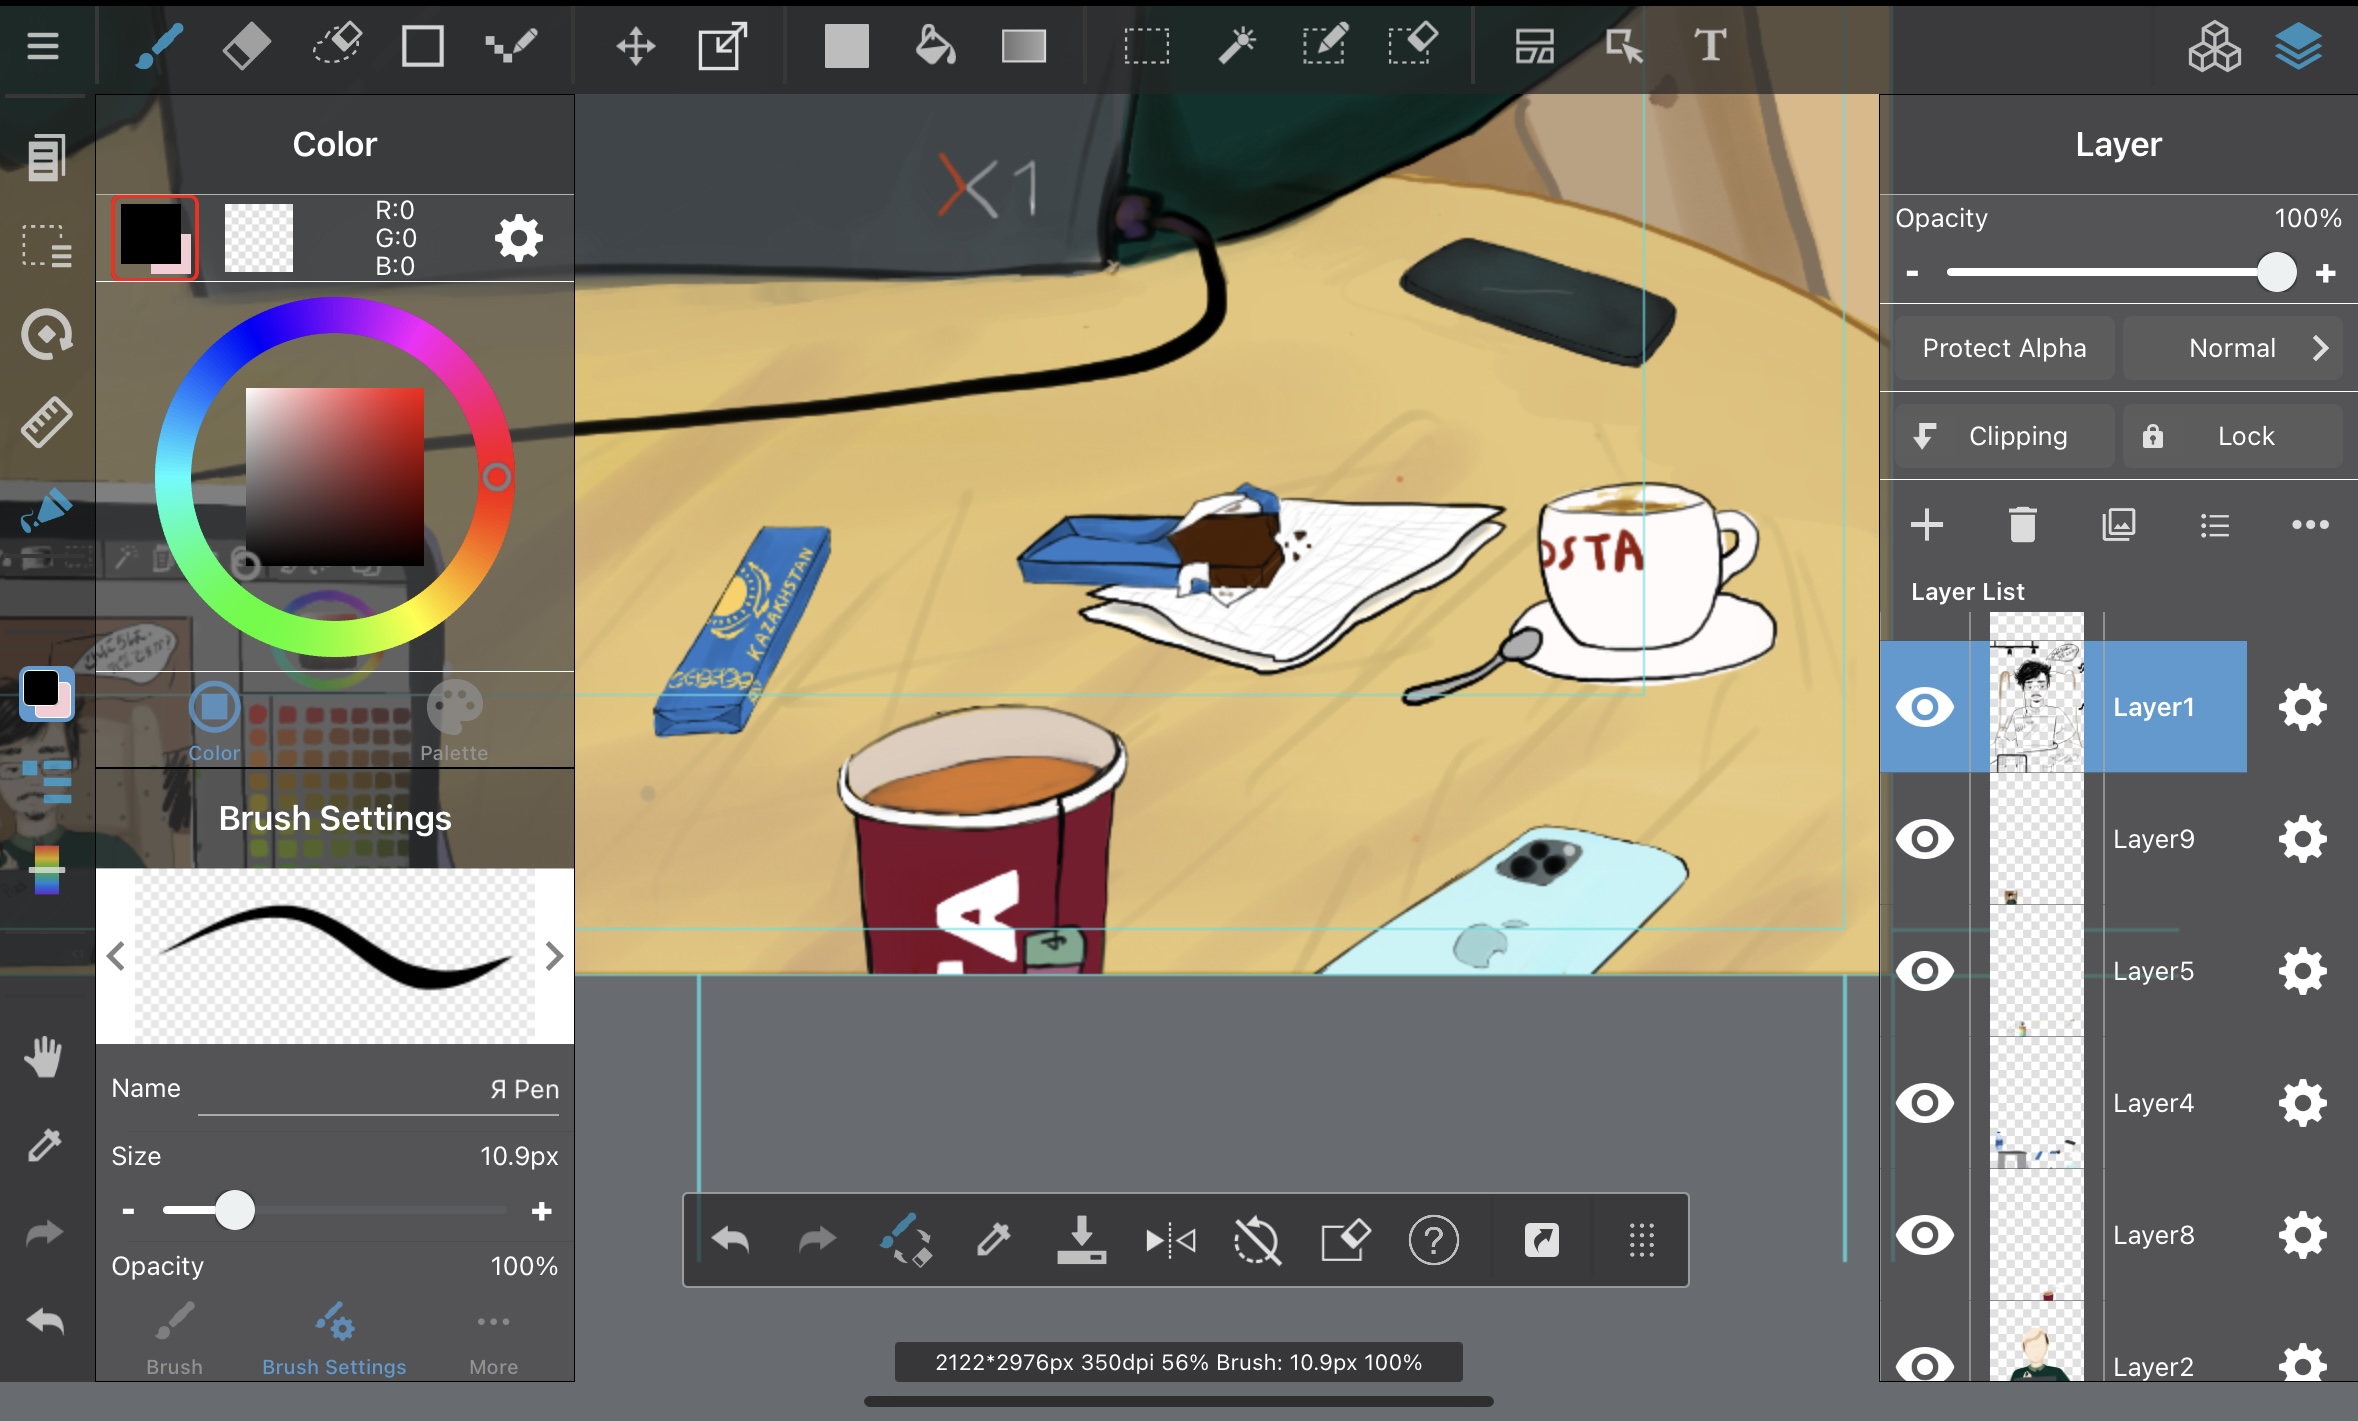 Color
R:0
G:0
B:0
Color
Palette
Brush Settings
Name
Я Pen
Size
10.9px
-
+
Opacity
100%
Brush
Brush Settings
More
X1
KAZAKHSTAN
OSTA
A
2122*2976px 350dpi 56% Brush: 10.9px 100%
T
Layer
Opacity
100%
-
+
Protect Alpha
Normal
Clipping
Lock
Layer List
Layer1
Layer9
Layer5
Layer4
Layer8
Layer2